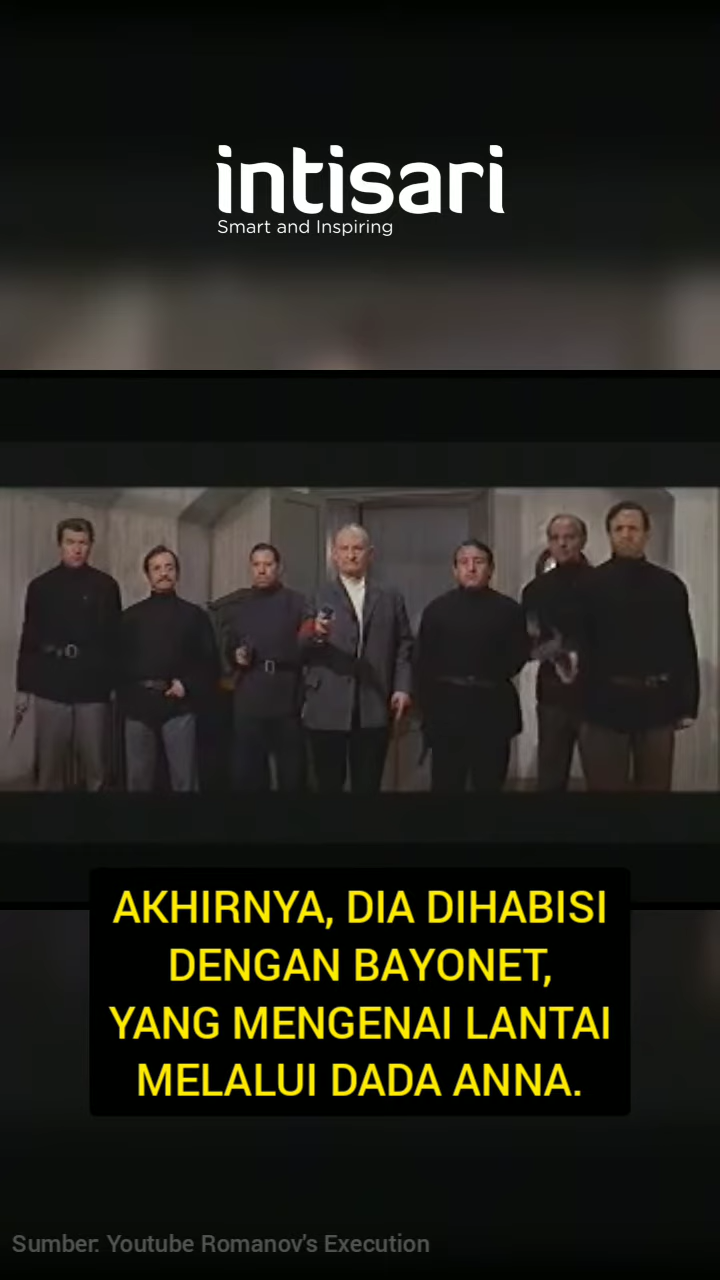 intisari
Smart and Inspiring
AKHIRNYA, DIA DIHABISI
DENGAN BAYONET,
YANG MENGENAI LANTAI
MELALUI DADA ANNA.
Sumber: Youtube Romanov's Execution